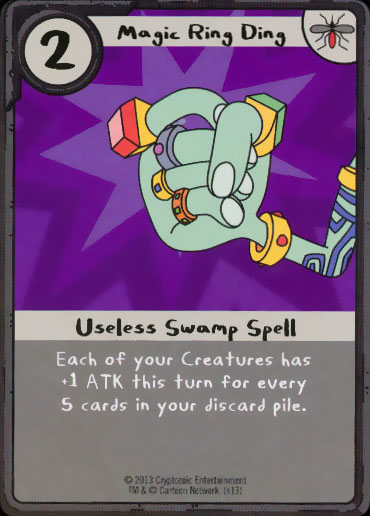 2
Magic Ring Ding
Useless Swamp Spell
Each of your Creatures has
+1 ATK this turn for every
5 cards in your discard pile.
© 2013 Cryptozoic Entertainment
TM & © Cartoon Network. (s13)